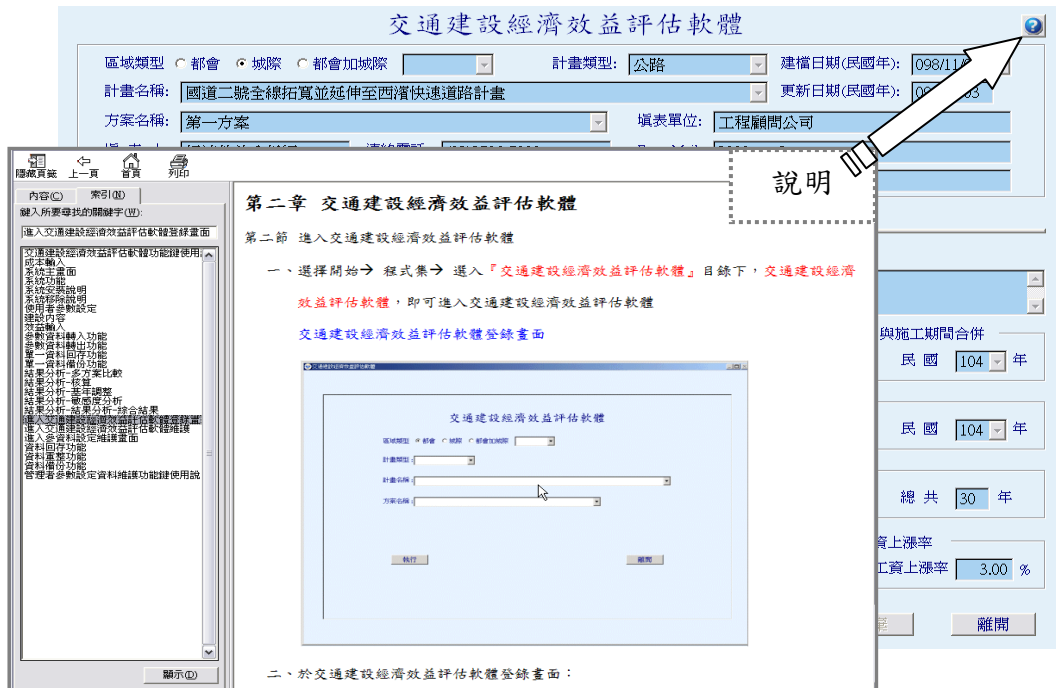 交通建設經濟效益評估軟體
區域類型 都會 城際 都會加城際 計畫類型: 公路 建檔日期(民國年): 098/11/
計畫名稱: 國道二號全線拓寬並延伸至西濱快速道路計畫 更新日期(民國年):
方案名稱: 第一方案 填表單位: 工程顧問公司
說明
隱藏頁籤 上一頁 首頁 列印
內容(C) 索引(N)
鍵入所要尋找的關鍵字(W):
進入交通建設經濟效益評估軟體登錄畫面
交通建設經濟效益評估軟體功能鍵使用
成本輸入
系統主畫面
系統功能
系統安裝說明
系統移除說明
使用者參數設定
建設內容
效益輸入
參數資料轉入功能
參數資料轉出功能
單一資料回存功能
單一資料備份功能
結果分析-多方案比較
結果分析-核算
結果分析-基年調整
結果分析-敏感度分析
結果分析-結果分析-綜合結果
進入交通建設經濟效益評估軟體登錄畫
進入交通建設經濟效益評估軟體維護
進入參資料設定維護畫面
資料回存功能
資料重整功能
資料備份功能
管理者參數設定資料維護功能鍵使用說
顯示(D)
第二章 交通建設經濟效益評估軟體
第二節 進入交通建設經濟效益評估軟體
一、選擇開始→ 程式集→ 選入『交通建設經濟效益評估軟體』目錄下，交通建設經濟
效益評估軟體，即可進入交通建設經濟效益評估軟體
交通建設經濟效益評估軟體登錄畫面
交通建設經濟效益評估軟體
交通建設經濟效益評估軟體
區域類型 都會 城際 都會加城際
計畫類型:
計畫名稱:
方案名稱:
執行 離開
二、於交通建設經濟效益評估軟體登錄畫面：
與施工期間合併
民 國 104 年
民 國 104 年
總 共 30 年
資上漲率
工資上漲率 3.00 %
離開